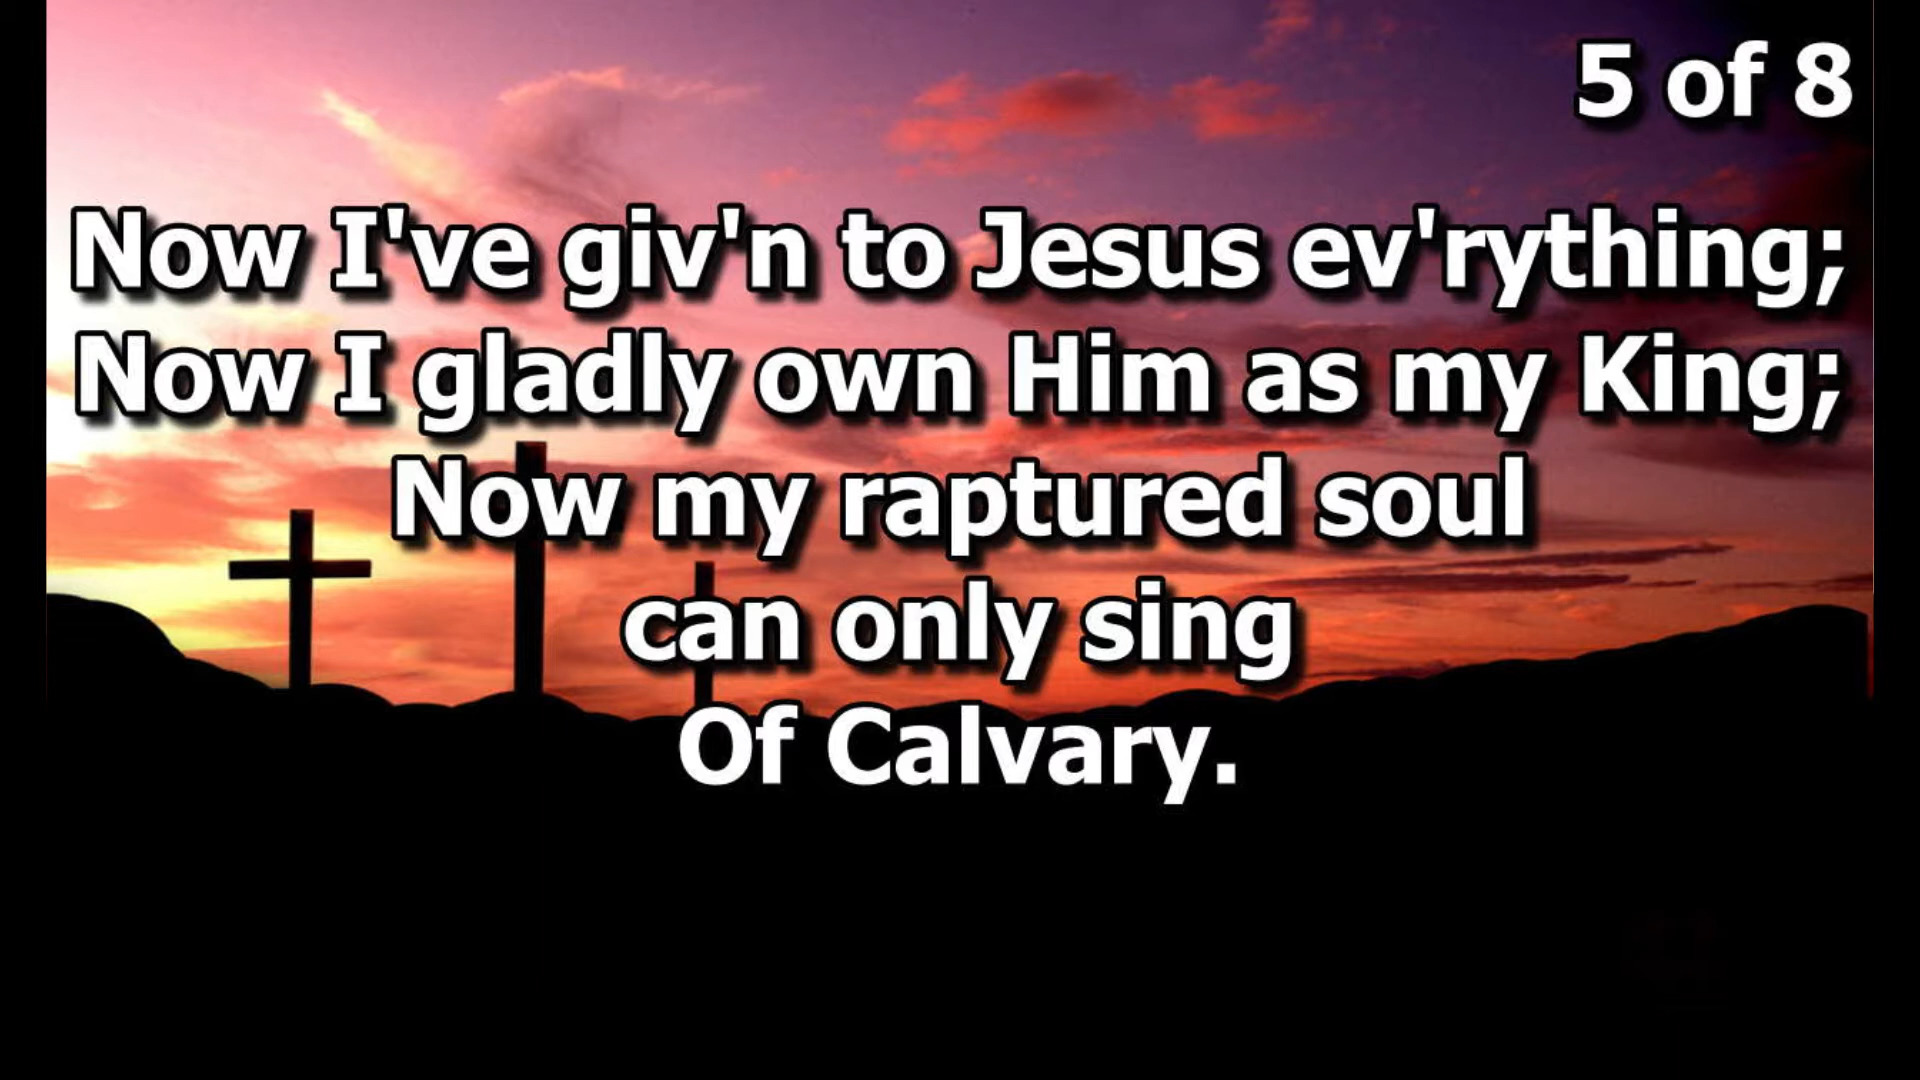 5 of 8
Now I've giv'n to Jesus ev'rything;
Now I gladly own Him as my King;
Now my raptured soul
can only sing
Of Calvary.